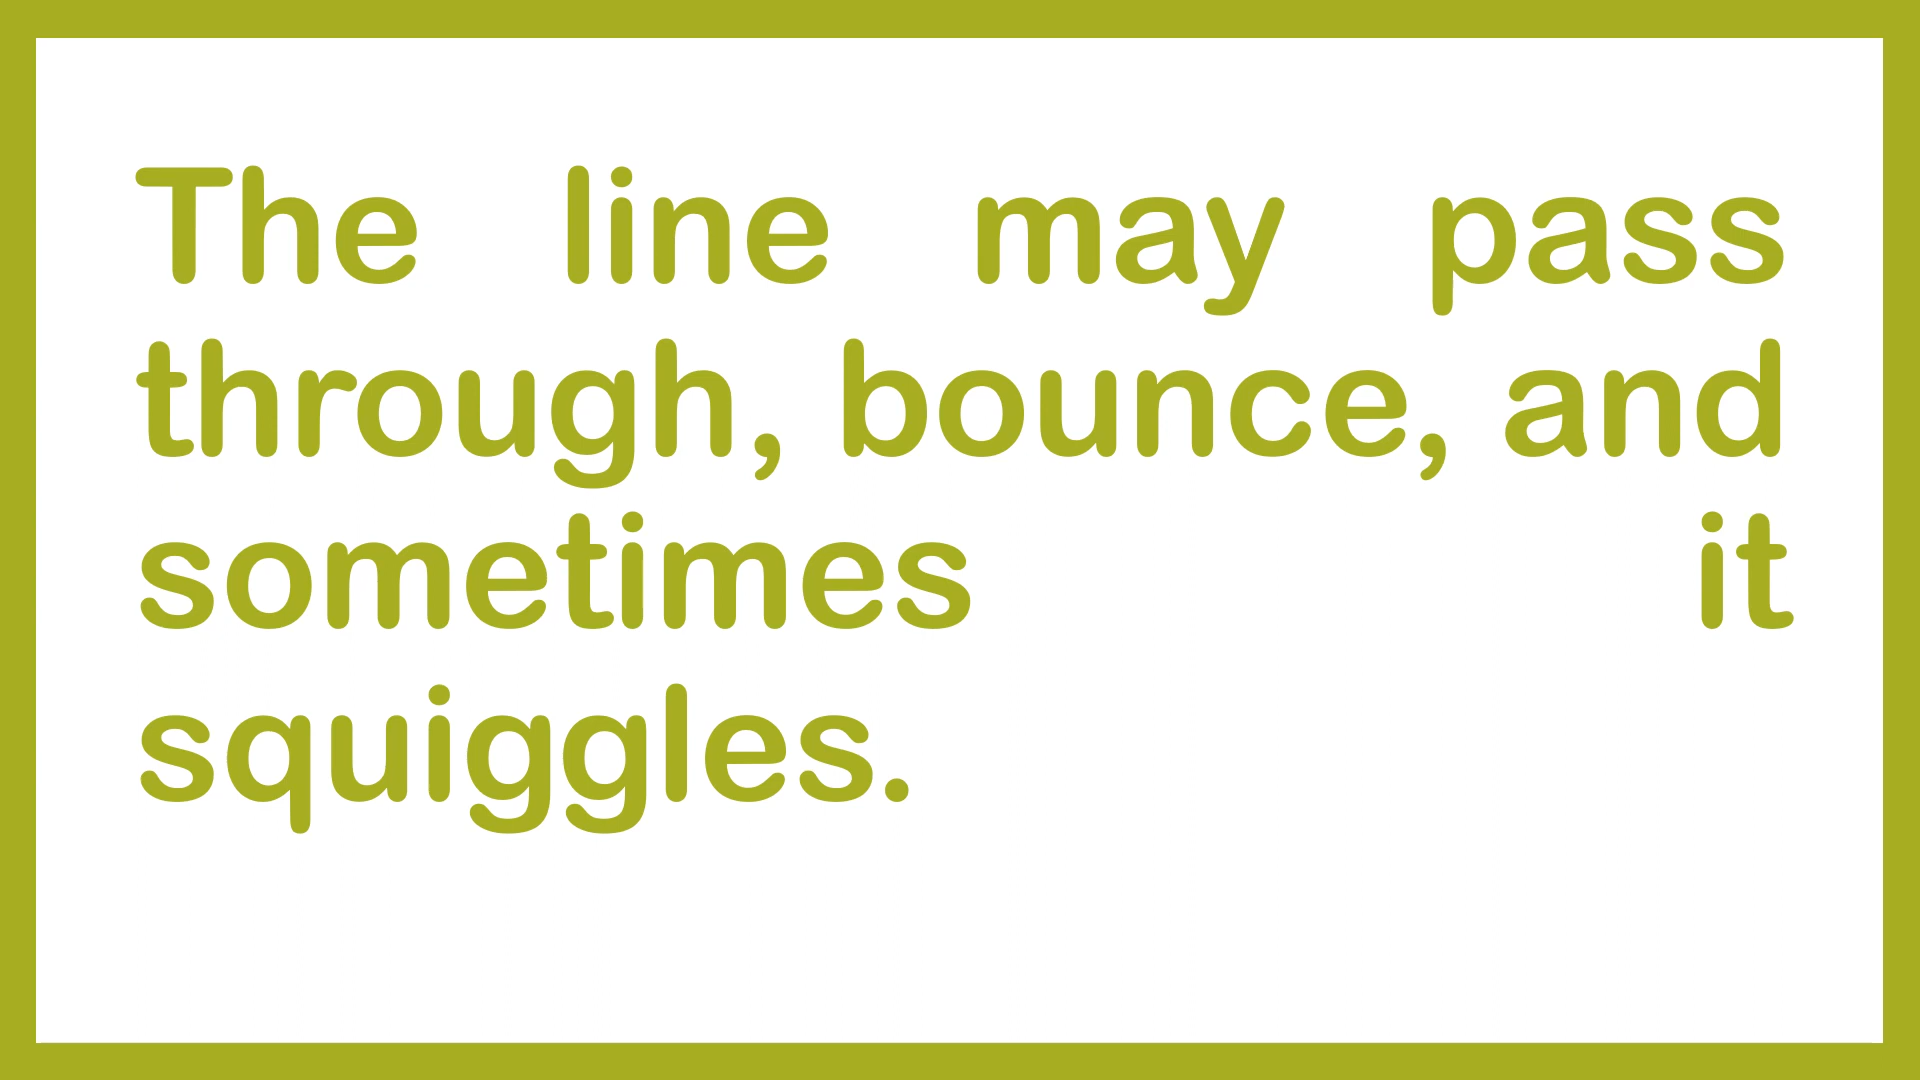 The line may pass
through, bounce, and
sometimes it
squiggles.